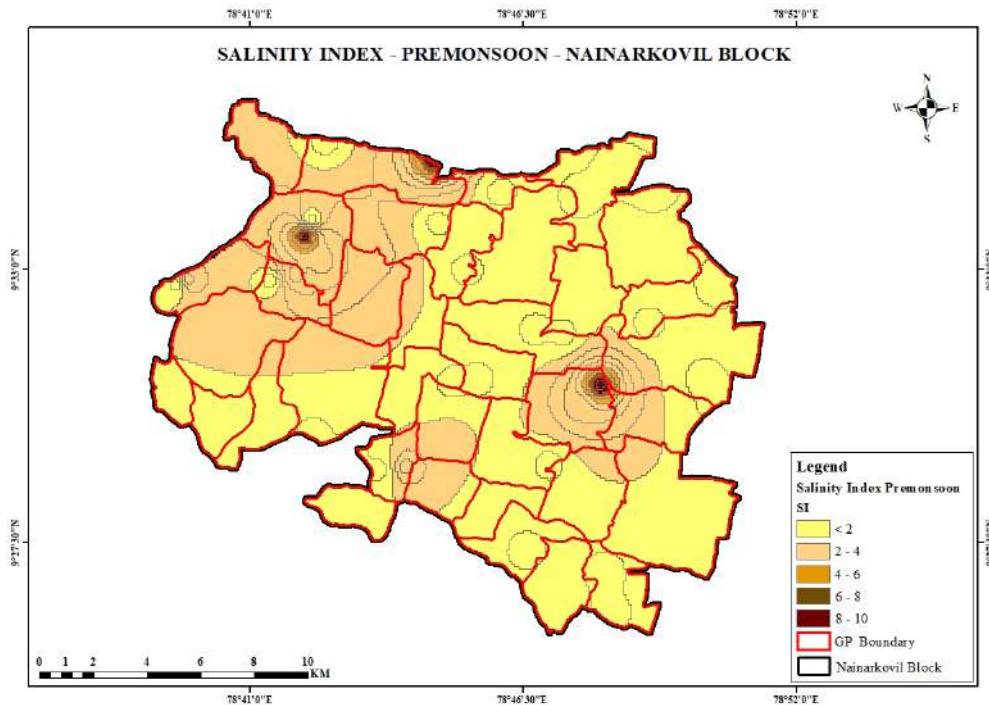 78°41'0"E 78°46'30"E 78°52'0"E
SALINITY INDEX - PREMONSOON - NAINARKOVIL BLOCK
N
W E
S
9°33'0"N
9°27'30"N
Legend
Salinity Index Premonsoon
SI
< 2
2 - 4
4 - 6
6 - 8
8 - 10
GP Boundary
Nainarkovil Block
0 1 2 4 6 8 10
KM
78°41'0"E 78°46'30"E 78°52'0"E